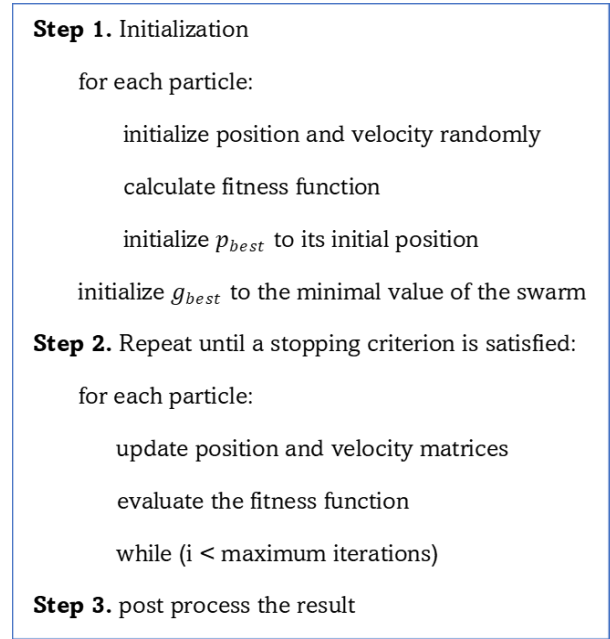 Step 1. Initialization
for each particle:
initialize position and velocity randomly
calculate fitness function
initialize p_best to its initial position
initialize g_best to the minimal value of the swarm
Step 2. Repeat until a stopping criterion is satisfied:
for each particle:
update position and velocity matrices
evaluate the fitness function
while (i < maximum iterations)
Step 3. post process the result